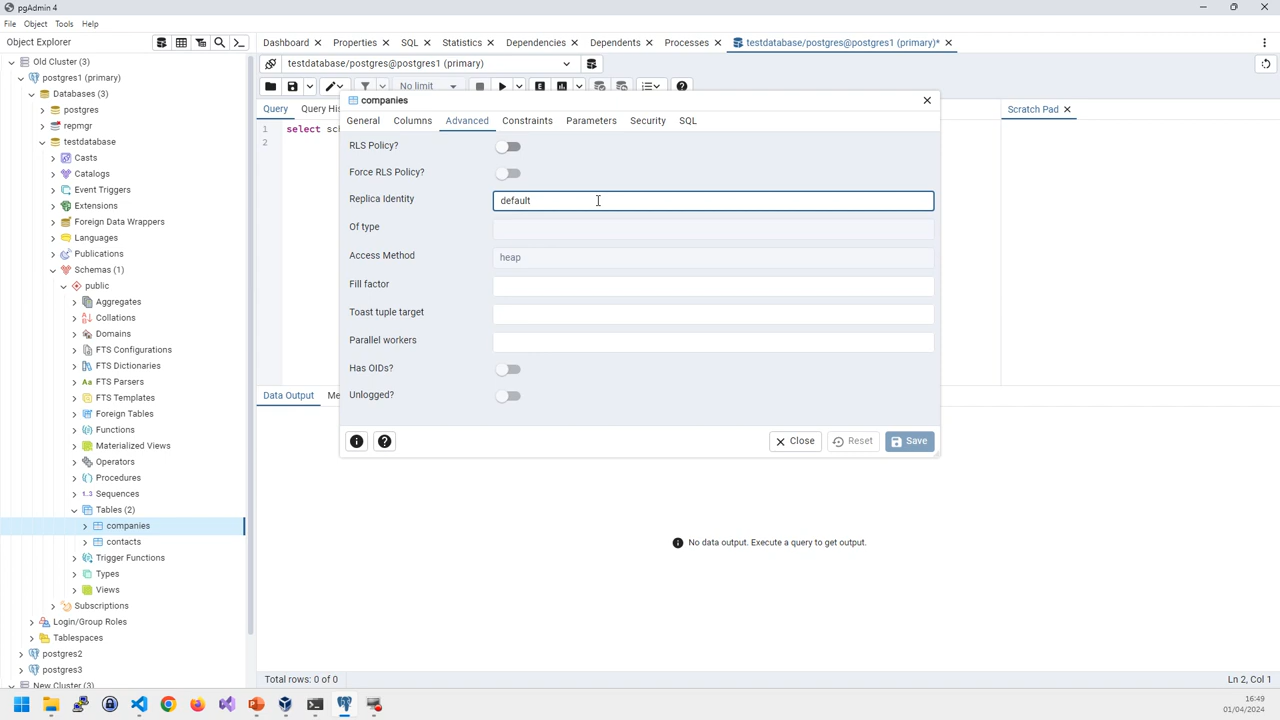 pgAdmin 4
File Object Tools Help
Object Explorer
Dashboard Properties SQL Statistics Dependencies Dependents Processes testdatabase/postgres@postgres1 (primary)*
Old Cluster (3)
postgres1 (primary)
Databases (3)
postgres
repmgr
testdatabase
Casts
Catalogs
Event Triggers
Extensions
Foreign Data Wrappers
Languages
Publications
Schemas (1)
public
Aggregates
Collations
Domains
FTS Configurations
FTS Dictionaries
FTS Parsers
FTS Templates
Foreign Tables
Functions
Materialized Views
Operators
Procedures
Sequences
Tables (2)
companies
contacts
Trigger Functions
Types
Views
Subscriptions
Login/Group Roles
Tablespaces
postgres2
postgres3
New Cluster (3)
testdatabase/postgres@postgres1 (primary)
No limit
Query Query His
Scratch Pad
1 select sch
2
companies
General Columns Advanced Constraints Parameters Security SQL
RLS Policy?
Force RLS Policy?
Replica Identity default
Of type
Access Method heap
Fill factor
Toast tuple target
Parallel workers
Has OIDs?
Unlogged?
Close Reset Save
Data Output Me
No data output. Execute a query to get output.
Total rows: 0 of 0
Ln 2, Col 1
16:49
01/04/2024